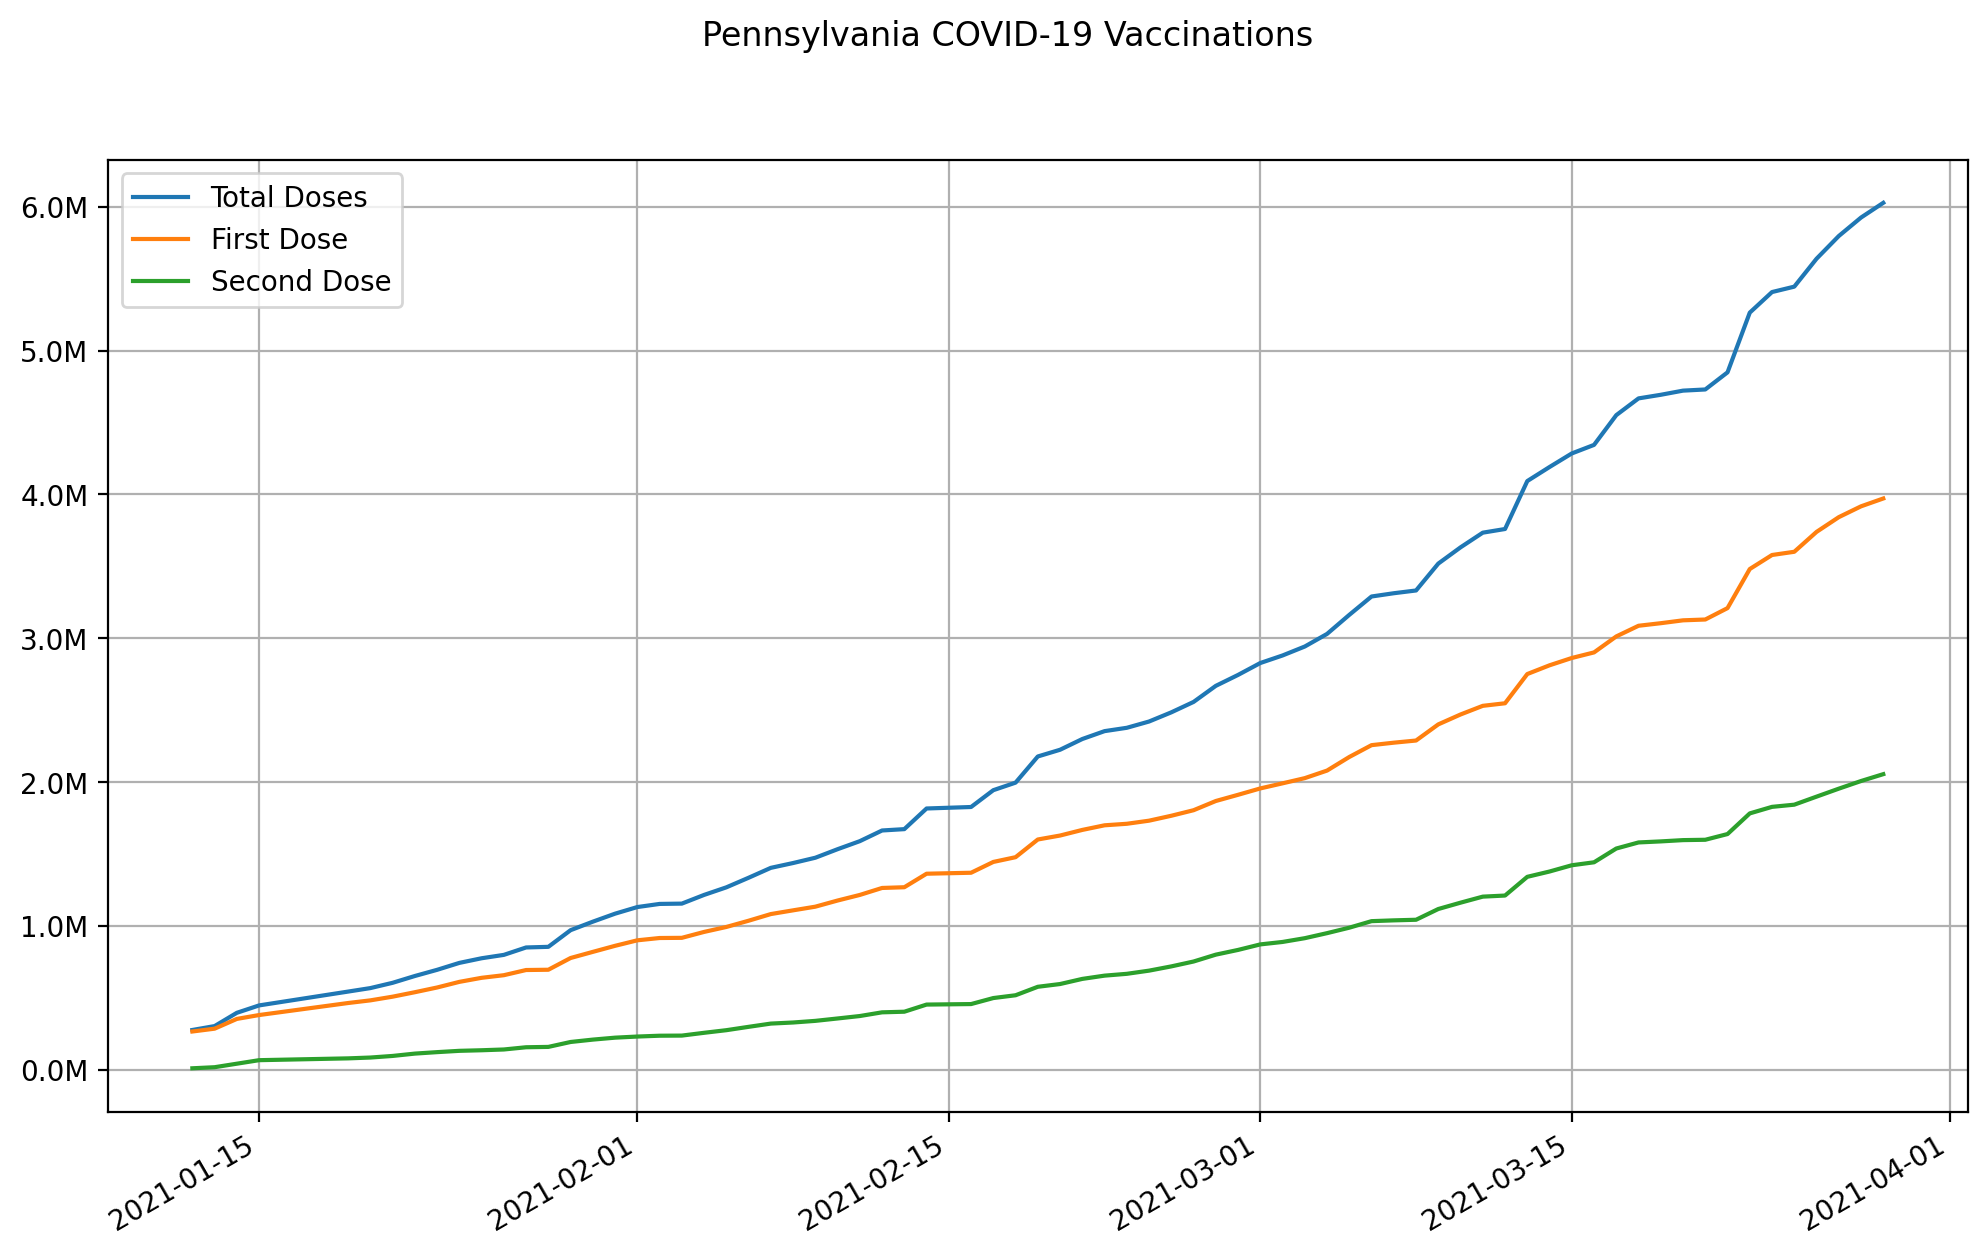 Pennsylvania COVID-19 Vaccinations
Total Doses
First Dose
Second Dose
6.0M
5.0M
4.0M
3.0M
2.0M
1.0M
0.0M
2021-01-15
2021-02-01
2021-02-15
2021-03-01
2021-03-15
2021-04-01